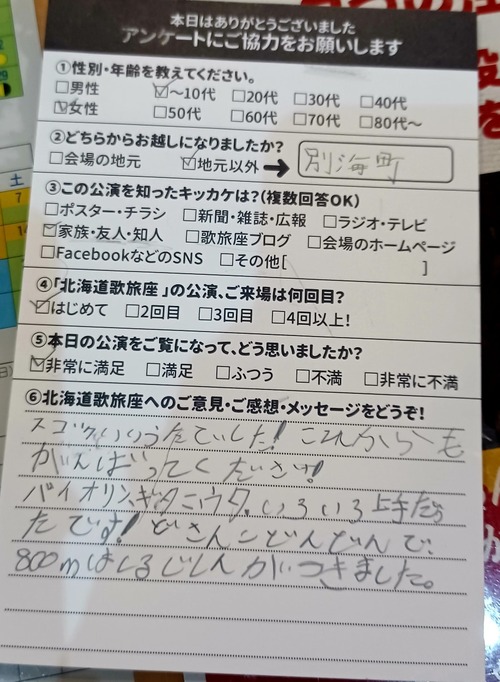 本日はありがとうございました
アンケートにご協力をお願いします
①性別・年齢を教えてください。
□男性 ☑～10代 □20代 □30代 □40代
☑女性 □50代 □60代 □70代 □80代～
②どちらからお越しになりましたか?
□会場の地元 ☑地元以外➡ 別海町
③この公演を知ったキッカケは?(複数回答OK)
□ポスター・チラシ □新聞・雑誌・広報 □ラジオ・テレビ
☑家族・友人・知人 □歌旅座ブログ □会場のホームページ
□FacebookなどのSNS □その他[ ]
④「北海道歌旅座」の公演、ご来場は何回目?
☑はじめて □2回目 □3回目 □4回以上!
⑤本日の公演をご覧になって、どう思いましたか?
☑非常に満足 □満足 □ふつう □不満 □非常に不満
⑥北海道歌旅座へのご意見・ご感想・メッセージをどうぞ!
スゴクいいうたでした! これからも
がんばってください!
バイオリン、ギター、ウタ、いろいろ上手だっ
たです! どさんこどんどんで、
800mはしるじしんがつきました。
土
7
14